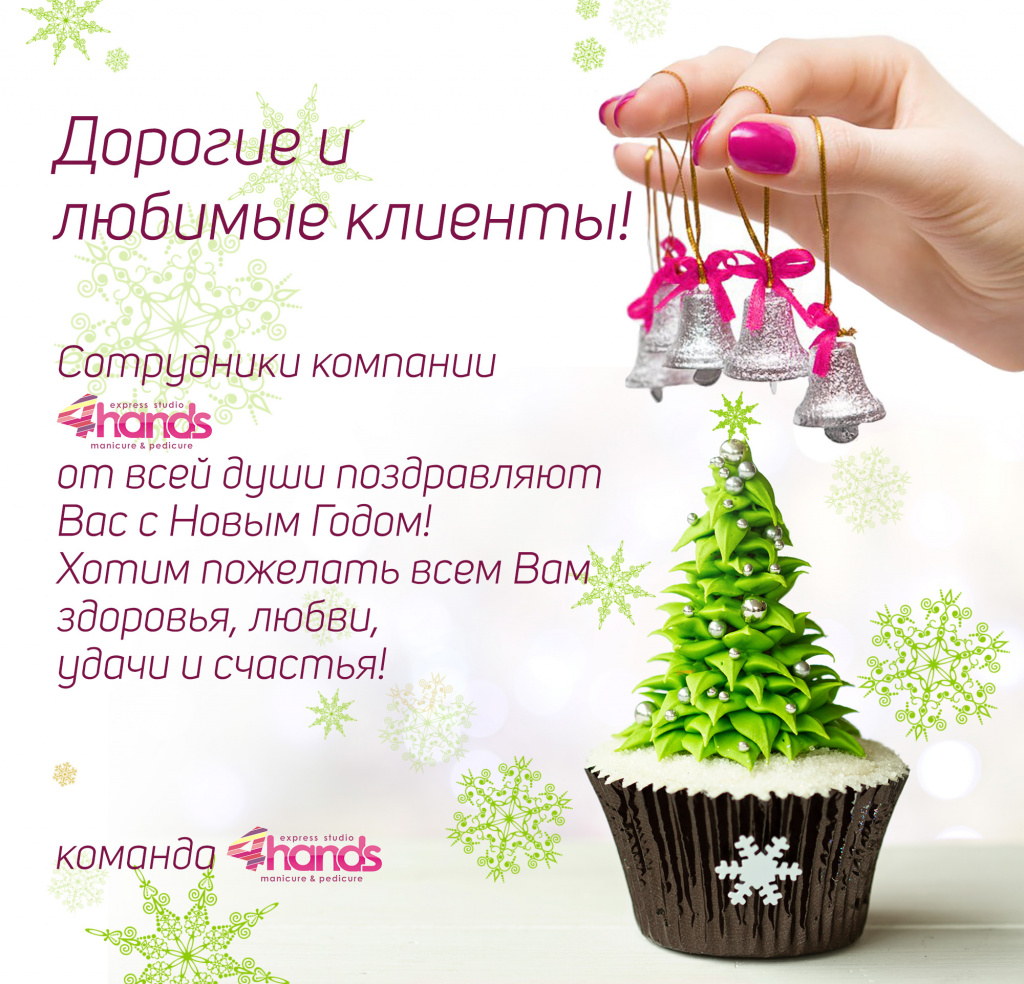 Дорогие и
любимые клиенты!
Сотрудники компании
express studio
4hands
manicure & pedicure
от всей души поздравляют
Вас с Новым Годом!
Хотим пожелать всем Вам
здоровья, любви,
удачи и счастья!
команда
express studio
4hands
manicure & pedicure